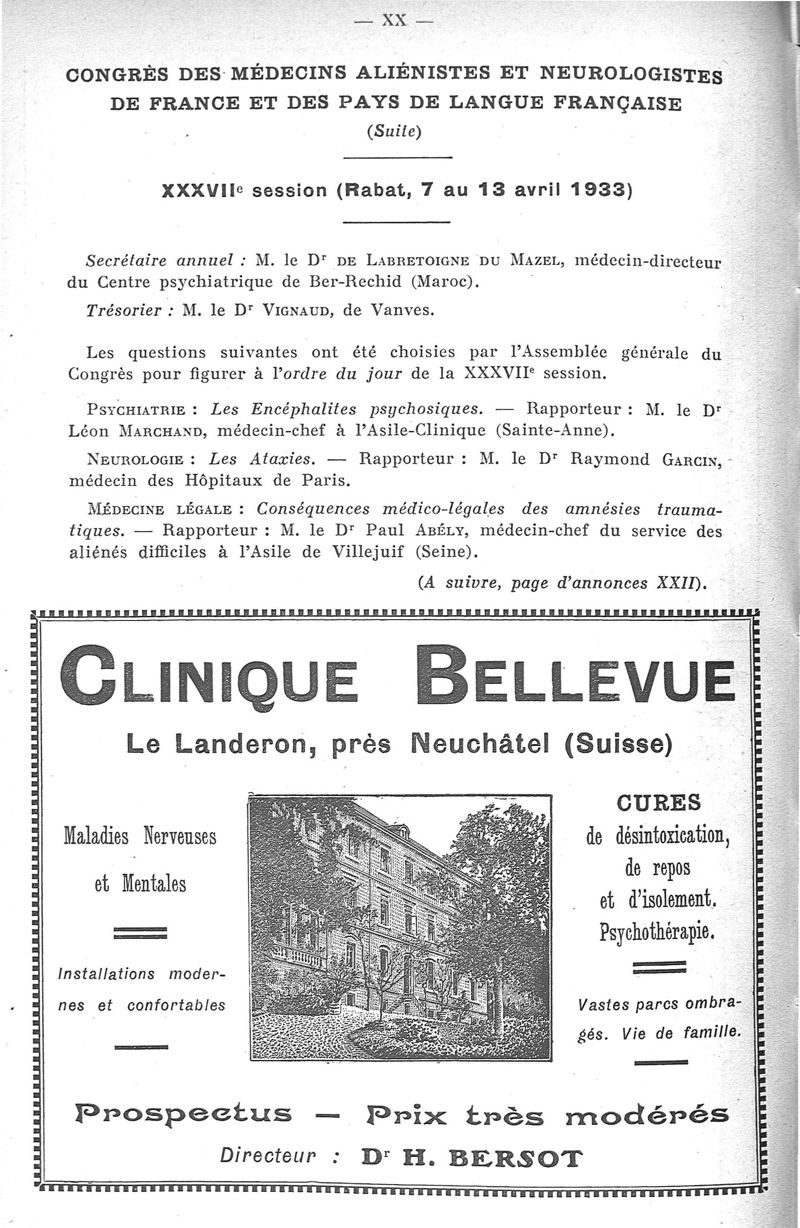 — XX —
CONGRÈS DES MÉDECINS ALIÉNISTES ET NEUROLOGISTES
DE FRANCE ET DES PAYS DE LANGUE FRANÇAISE
(Suite)
XXXVIIe session (Rabat, 7 au 13 avril 1933)
Secrétaire annuel : M. le Dr DE LABRETOIGNE DU MAZEL, médecin-directeur
du Centre psychiatrique de Ber-Rechid (Maroc).
Trésorier : M. le Dr VIGNAUD, de Vanves.
Les questions suivantes ont été choisies par l'Assemblée générale du
Congrès pour figurer à l'ordre du jour de la XXXVIIe session.
PSYCHIATRIE : Les Encéphalites psychosiques. — Rapporteur : M. le Dr
Léon MARCHAND, médecin-chef à l'Asile-Clinique (Sainte-Anne).
NEUROLOGIE : Les Ataxies. — Rapporteur : M. le Dr Raymond GARCIN,
médecin des Hôpitaux de Paris.
MÉDECINE LÉGALE : Conséquences médico-légales des amnésies trauma-
tiques. — Rapporteur : M. le Dr Paul ABÉLY, médecin-chef du service des
aliénés difficiles à l'Asile de Villejuif (Seine).
(A suivre, page d'annonces XXII).
CLINIQUE BELLEVUE
Le Landeron, près Neuchâtel (Suisse)
Maladies Nerveuses
et Mentales
Installations moder-
nes et confortables
CURES
de désintoxication,
de repos
et d'isolement.
Psychothérapie.
Vastes parcs ombra-
gés. Vie de famille.
Prospectus — Prix très modérés
Directeur : Dr H. BERSOT